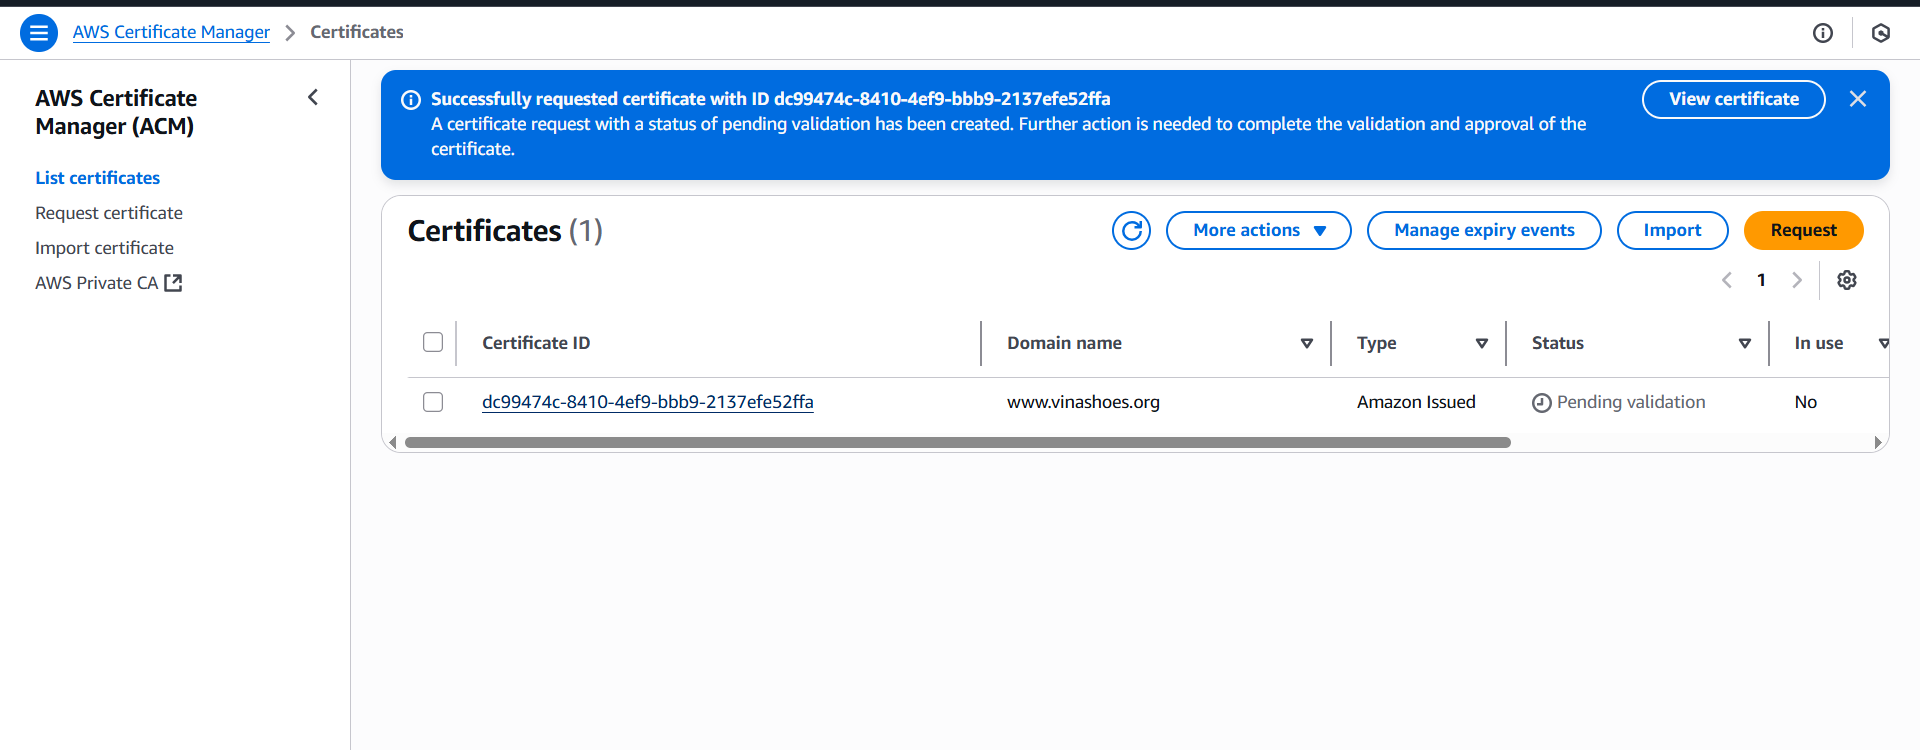 AWS Certificate Manager > Certificates
AWS Certificate
Manager (ACM)
List certificates
Request certificate
Import certificate
AWS Private CA
Successfully requested certificate with ID dc99474c-8410-4ef9-bbb9-2137efe52ffa
A certificate request with a status of pending validation has been created. Further action is needed to complete the validation and approval of the
certificate.
View certificate
Certificates (1)
More actions
Manage expiry events
Import
Request
1
Certificate ID Domain name Type Status In use
dc99474c-8410-4ef9-bbb9-2137efe52ffa www.vinashoes.org Amazon Issued Pending validation No